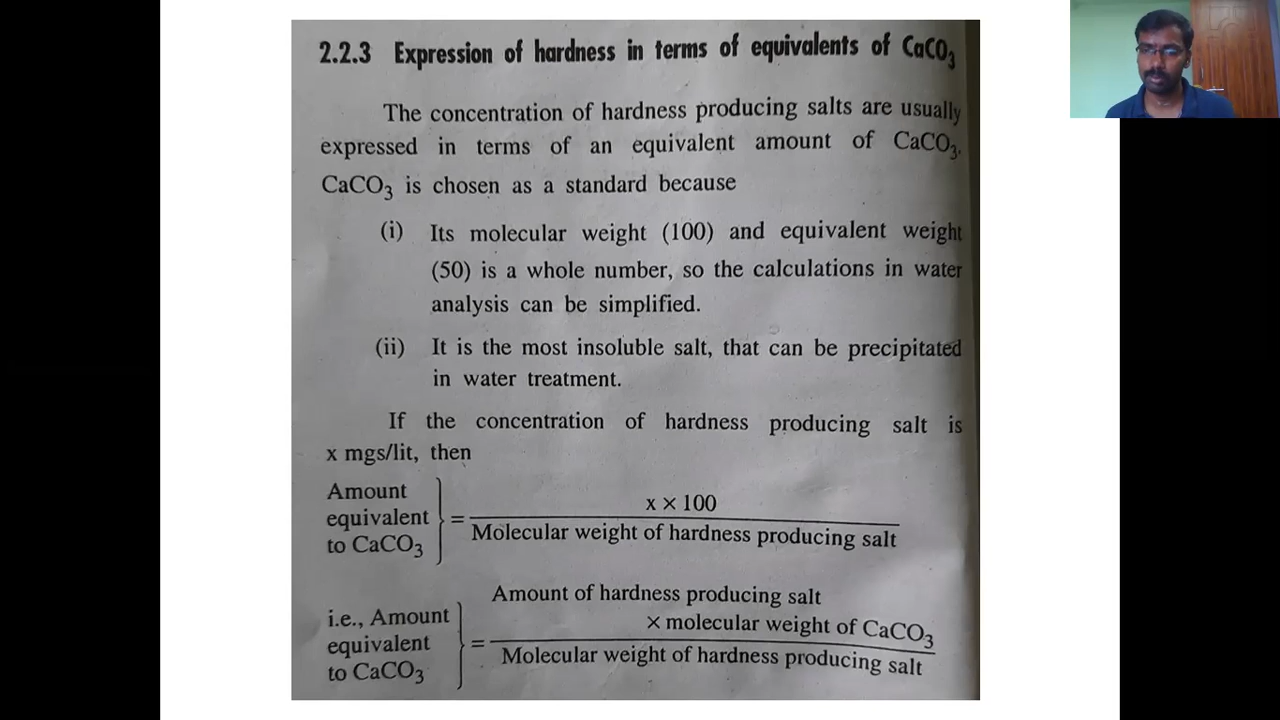 2.2.3 Expression of hardness in terms of equivalents of CaCO₃
The concentration of hardness producing salts are usually
expressed in terms of an equivalent amount of CaCO₃.
CaCO₃ is chosen as a standard because
(i) Its molecular weight (100) and equivalent weight
(50) is a whole number, so the calculations in water
analysis can be simplified.
(ii) It is the most insoluble salt, that can be precipitated
in water treatment.
If the concentration of hardness producing salt is
x mgs/lit, then
Amount
equivalent
to CaCO₃
=
x × 100
Molecular weight of hardness producing salt
i.e., Amount
equivalent
to CaCO₃
=
Amount of hardness producing salt
× molecular weight of CaCO₃
Molecular weight of hardness producing salt